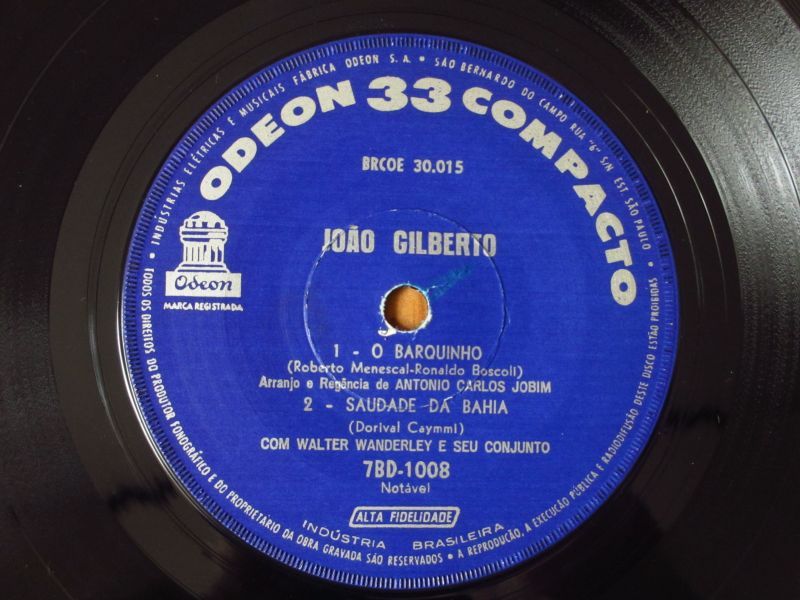 • INDÚSTRIAS ELÉTRICAS E MUSICAIS FÁBRICA ODEON S.A. • SÃO BERNARDO DO CAMPO RUA "6" S/N EST. SÃO PAULO •
ODEON 33 COMPACTO
BRCOE 30.015
JOÃO GILBERTO
Odeon
MARCA REGISTRADA
1 - O BARQUINHO
(Roberto Menescal-Ronaldo Boscoli)
Arranjo e Regência de ANTONIO CARLOS JOBIM
2 - SAUDADE DA BAHIA
(Dorival Caymmi)
COM WALTER WANDERLEY E SEU CONJUNTO
7BD-1008
Notável
ALTA FIDELIDADE
INDÚSTRIA BRASILEIRA
• TODOS OS DIREITOS DO PRODUTOR FONOGRÁFICO E DO PROPRIETÁRIO DA OBRA GRAVADA SÃO RESERVADOS • A REPRODUÇÃO, A EXECUÇÃO PÚBLICA E RADIODIFUSÃO DESTE DISCO ESTÃO PROIBIDAS •